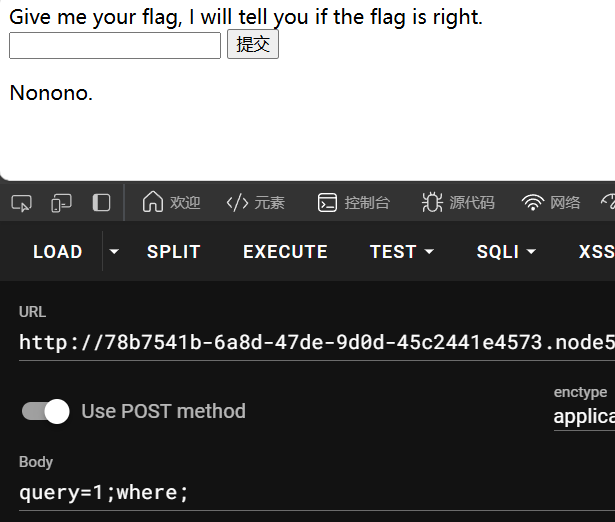 Give me your flag, I will tell you if the flag is right.
提交
Nonono.
欢迎 元素 控制台 源代码 网络
LOAD SPLIT EXECUTE TEST SQLI XSS
URL
http://78b7541b-6a8d-47de-9d0d-45c2441e4573.node5
enctype
Use POST method applica
Body
query=1;where;